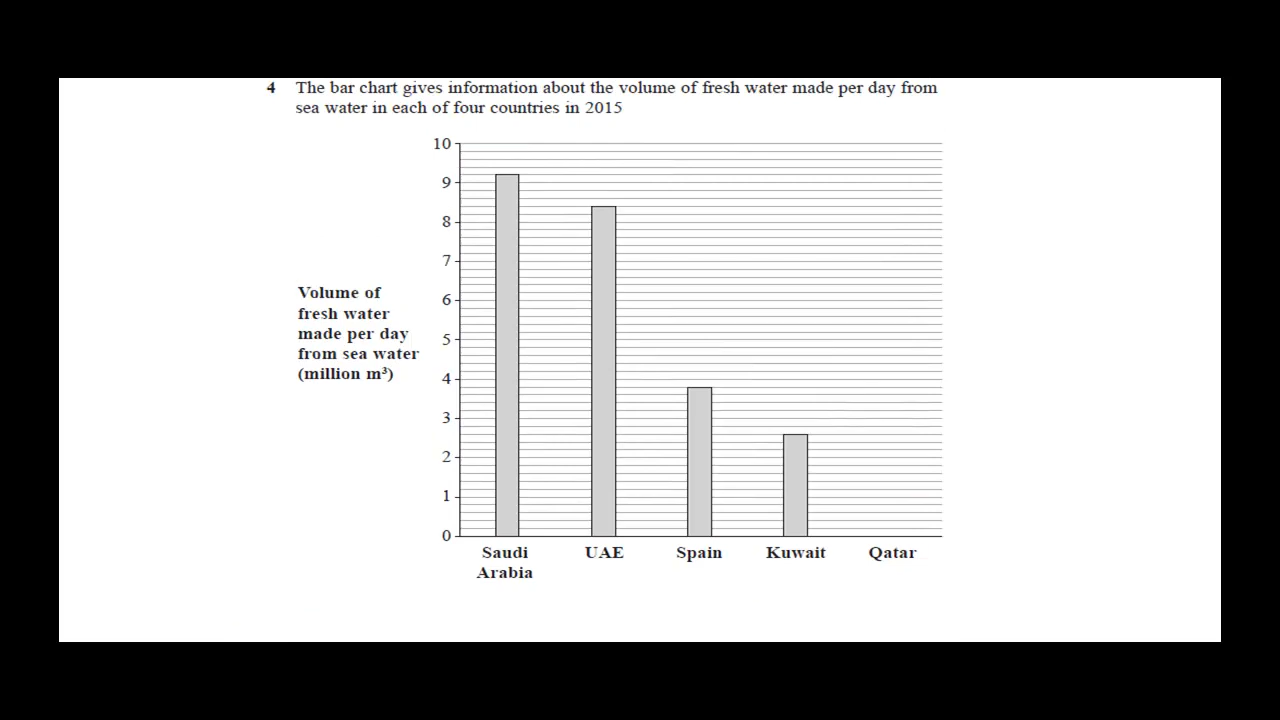 4 The bar chart gives information about the volume of fresh water made per day from
sea water in each of four countries in 2015
10
9
8
7
6
5
4
3
2
1
0
Volume of
fresh water
made per day
from sea water
(million m³)
Saudi
Arabia
UAE
Spain
Kuwait
Qatar